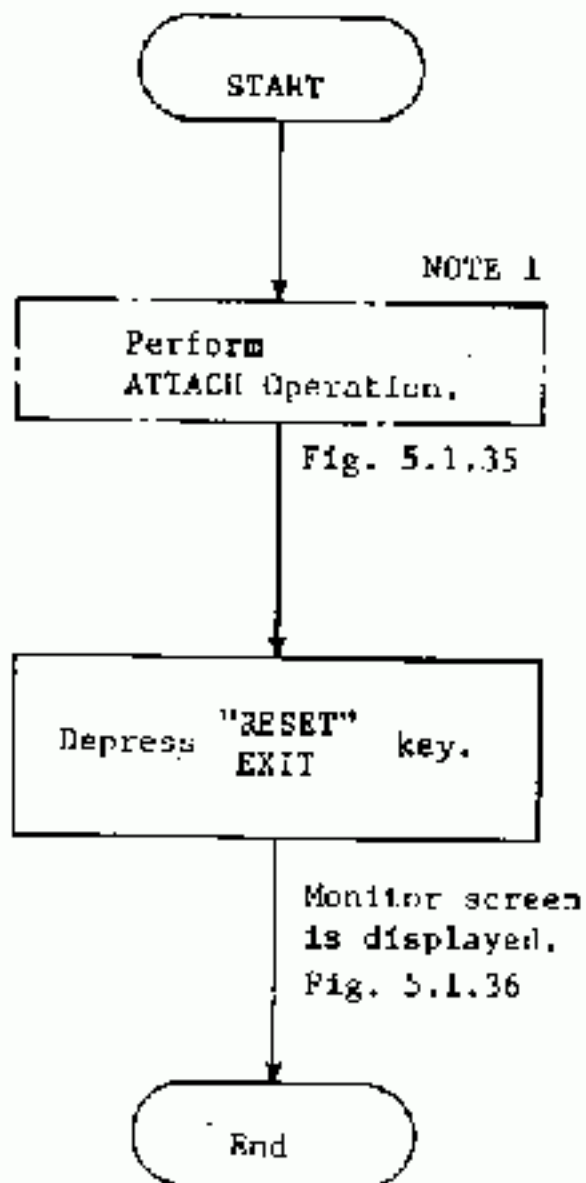 START
NOTE 1
Perform
ATTACH Operation.
Fig. 5.1.35
Depress "RESET" key.
EXIT
Monitor screen
is displayed.
Fig. 5.1.36
End